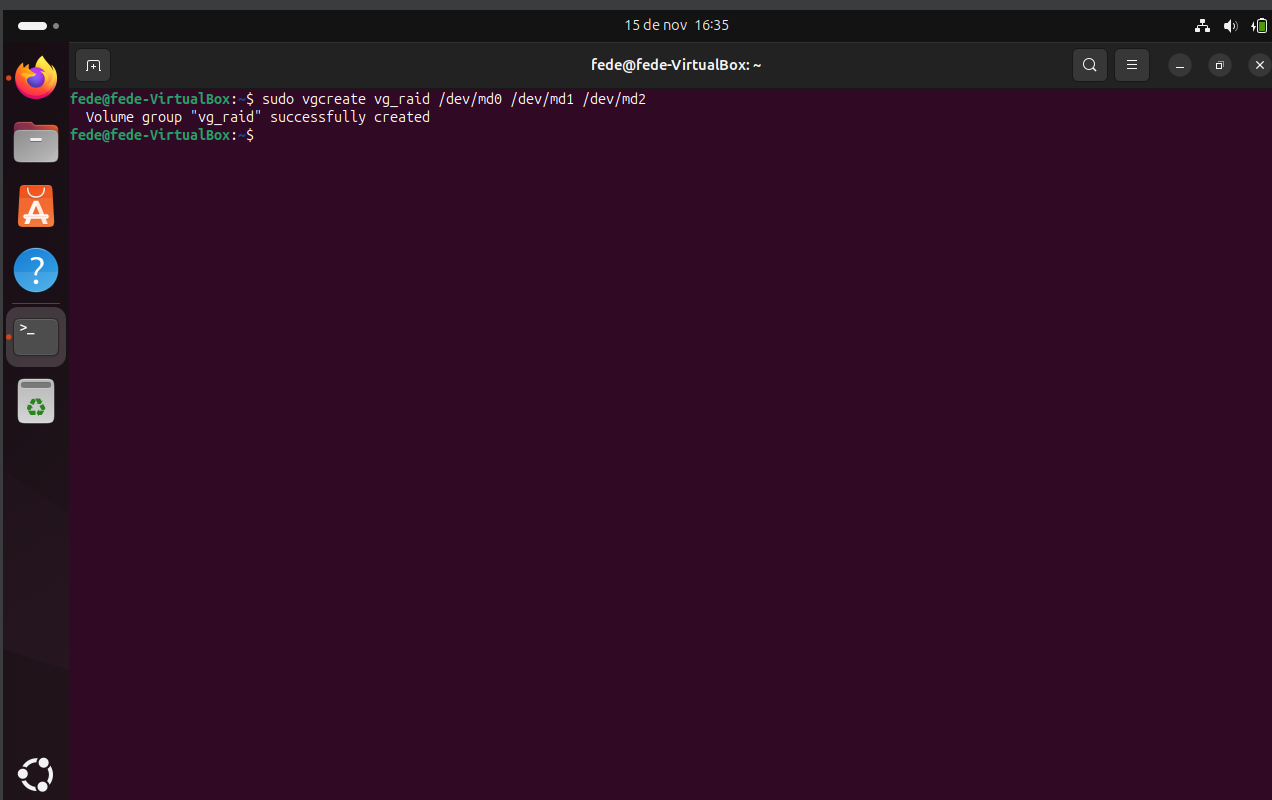 15 de nov 16:35
fede@fede-VirtualBox: ~
fede@fede-VirtualBox:~$ sudo vgcreate vg_raid /dev/md0 /dev/md1 /dev/md2
  Volume group "vg_raid" successfully created
fede@fede-VirtualBox:~$